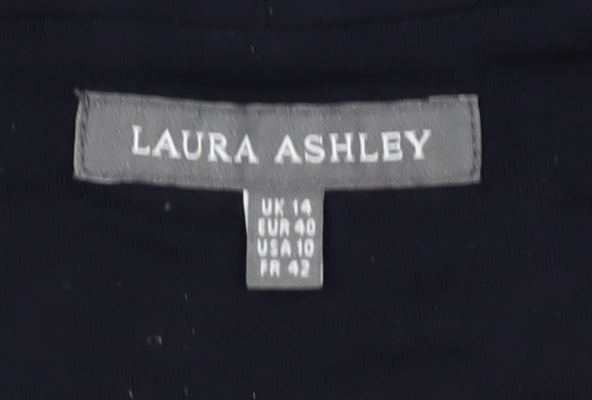 LAURA ASHLEY
UK 14
EUR 40
USA 10
FR 42